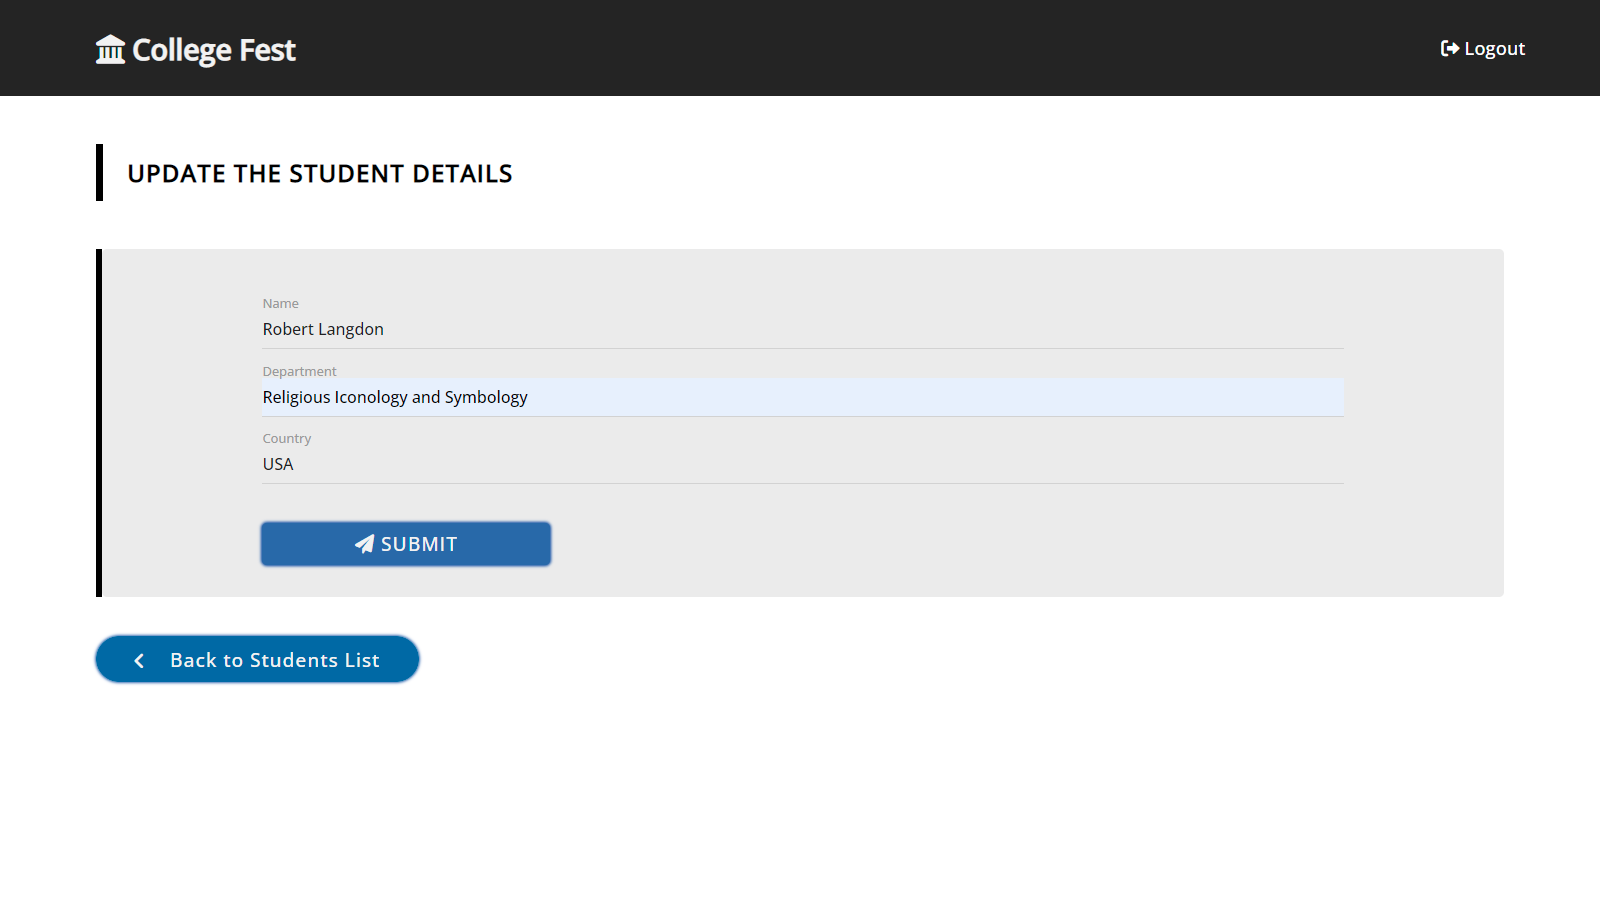 College Fest
Logout
UPDATE THE STUDENT DETAILS
Name
Robert Langdon
Department
Religious Iconology and Symbology
Country
USA
SUBMIT
Back to Students List